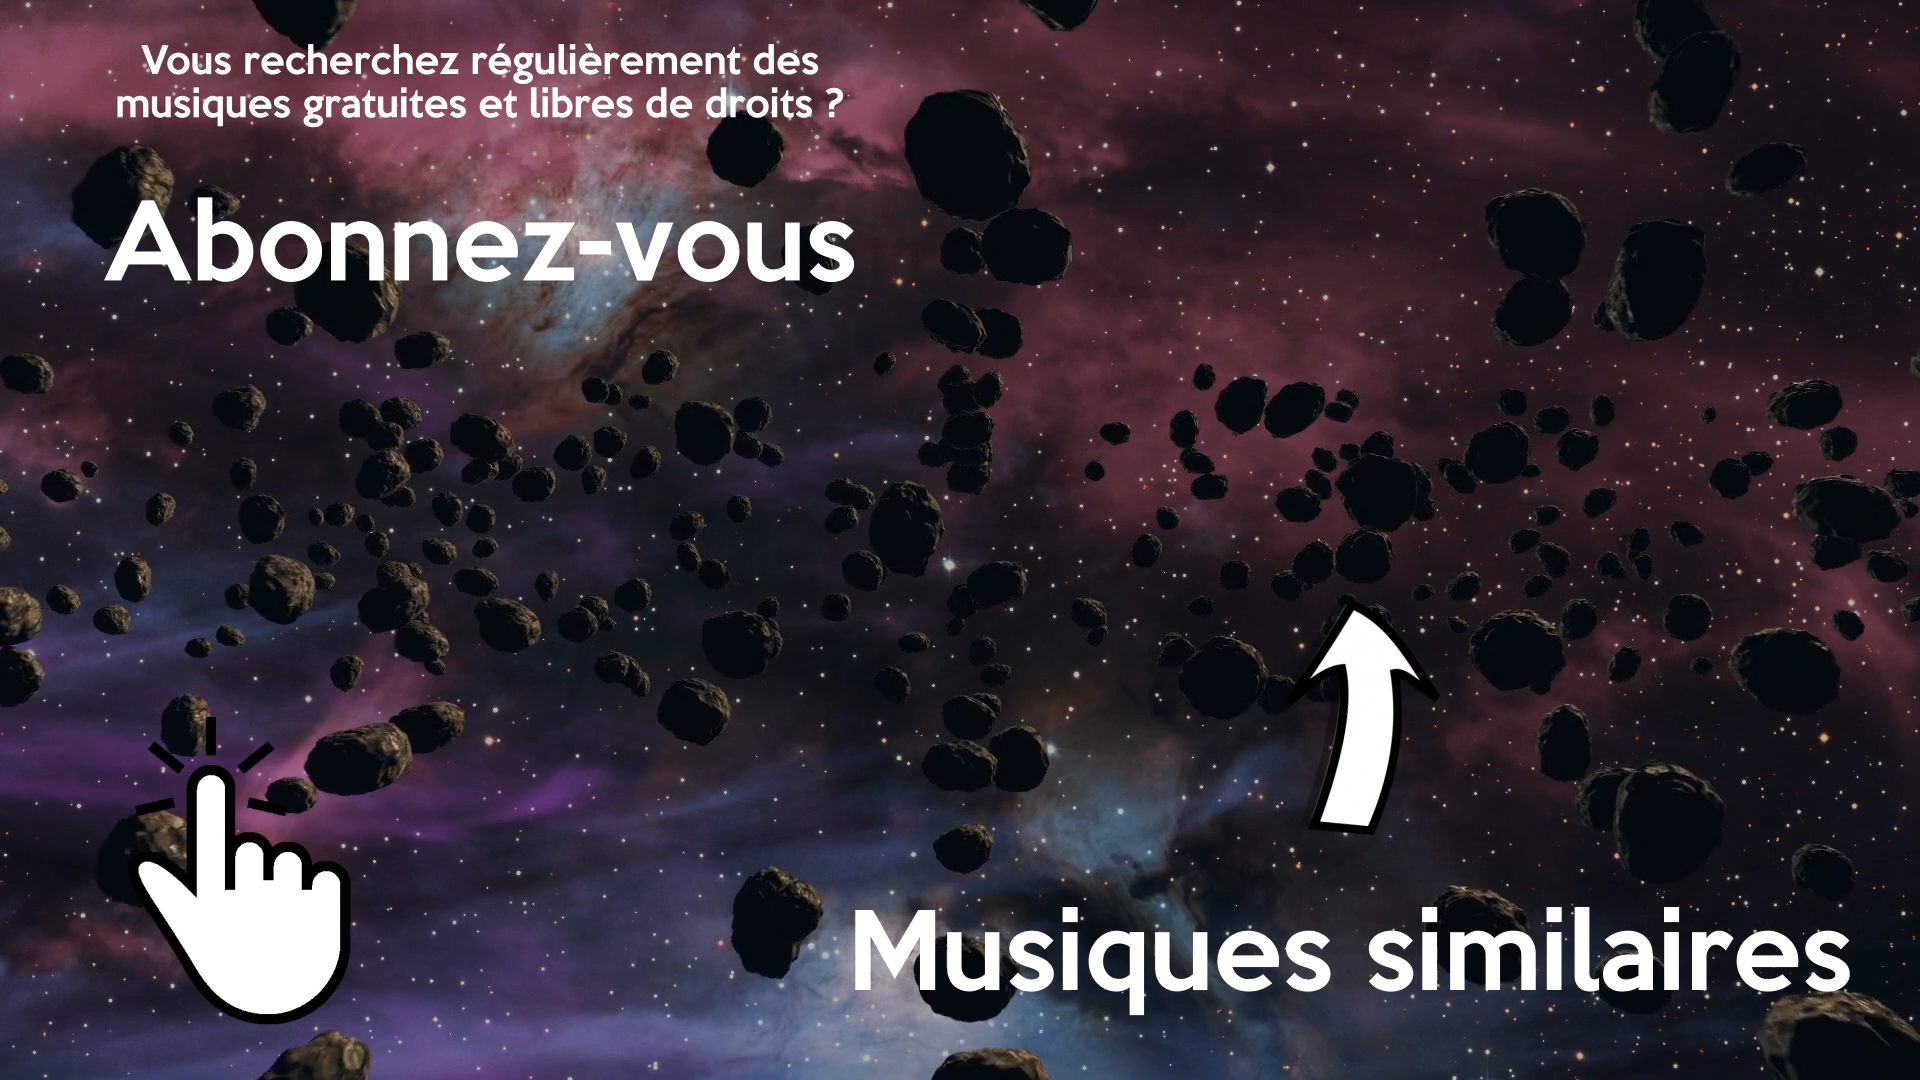 Vous recherchez régulièrement des
musiques gratuites et libres de droits ?
Abonnez-vous
Musiques similaires